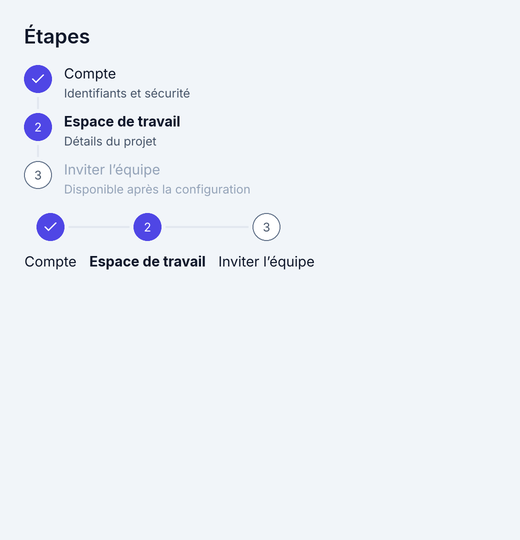 Étapes
Compte
Identifiants et sécurité
2
Espace de travail
Détails du projet
3
Inviter l’équipe
Disponible après la configuration
2
3
Compte
Espace de travail
Inviter l’équipe